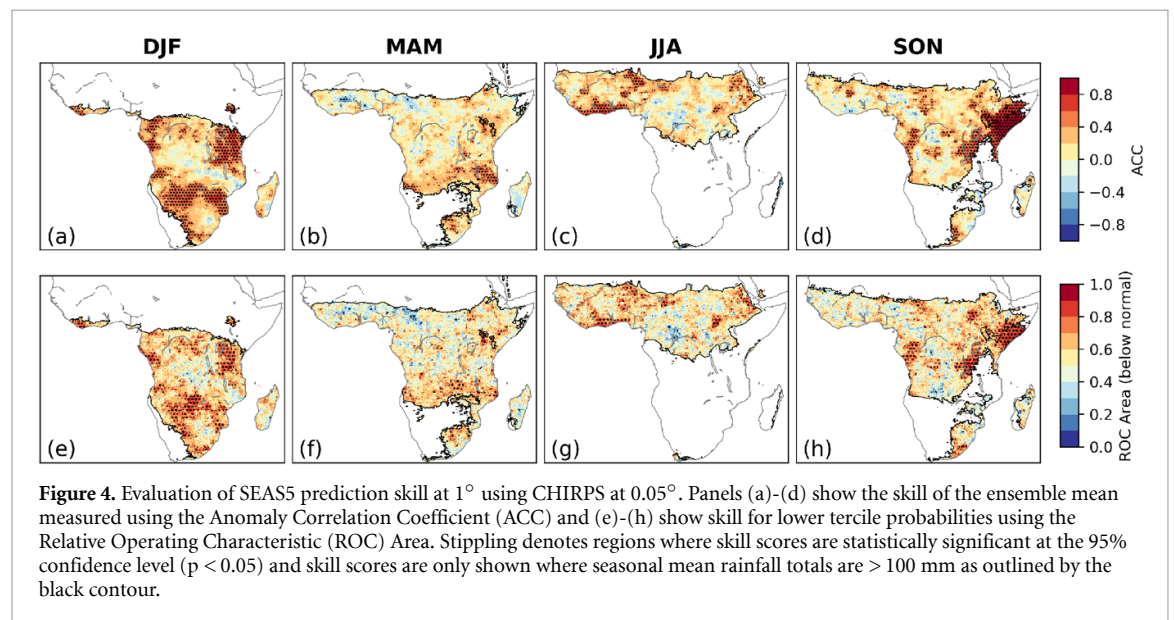 DJF MAM JJA SON
(a) (b) (c) (d)
0.8
0.4
0.0
−0.4
−0.8
ACC
(e) (f) (g) (h)
1.0
0.8
0.6
0.4
0.2
0.0
ROC Area (below normal)
Figure 4. Evaluation of SEAS5 prediction skill at 1° using CHIRPS at 0.05°. Panels (a)-(d) show the skill of the ensemble mean
measured using the Anomaly Correlation Coefficient (ACC) and (e)-(h) show skill for lower tercile probabilities using the
Relative Operating Characteristic (ROC) Area. Stippling denotes regions where skill scores are statistically significant at the 95%
confidence level (p < 0.05) and skill scores are only shown where seasonal mean rainfall totals are > 100 mm as outlined by the
black contour.